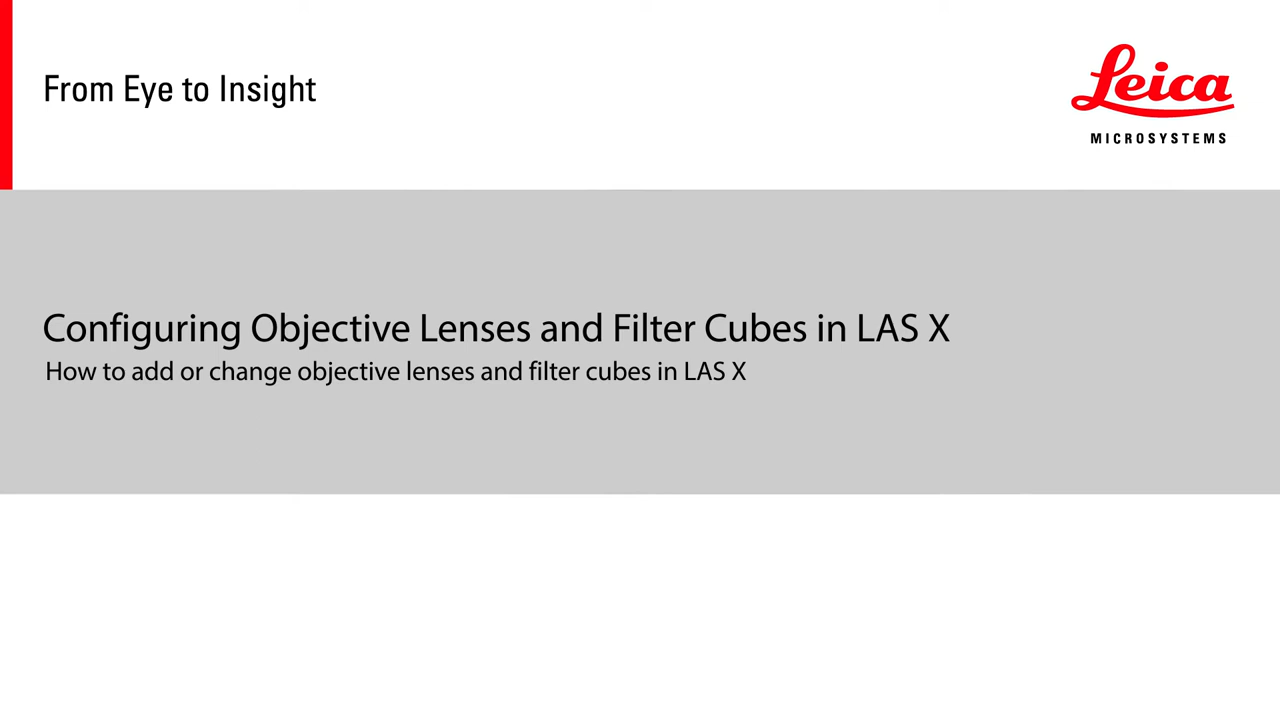 From Eye to Insight
Leica
MICROSYSTEMS
Configuring Objective Lenses and Filter Cubes in LAS X
How to add or change objective lenses and filter cubes in LAS X